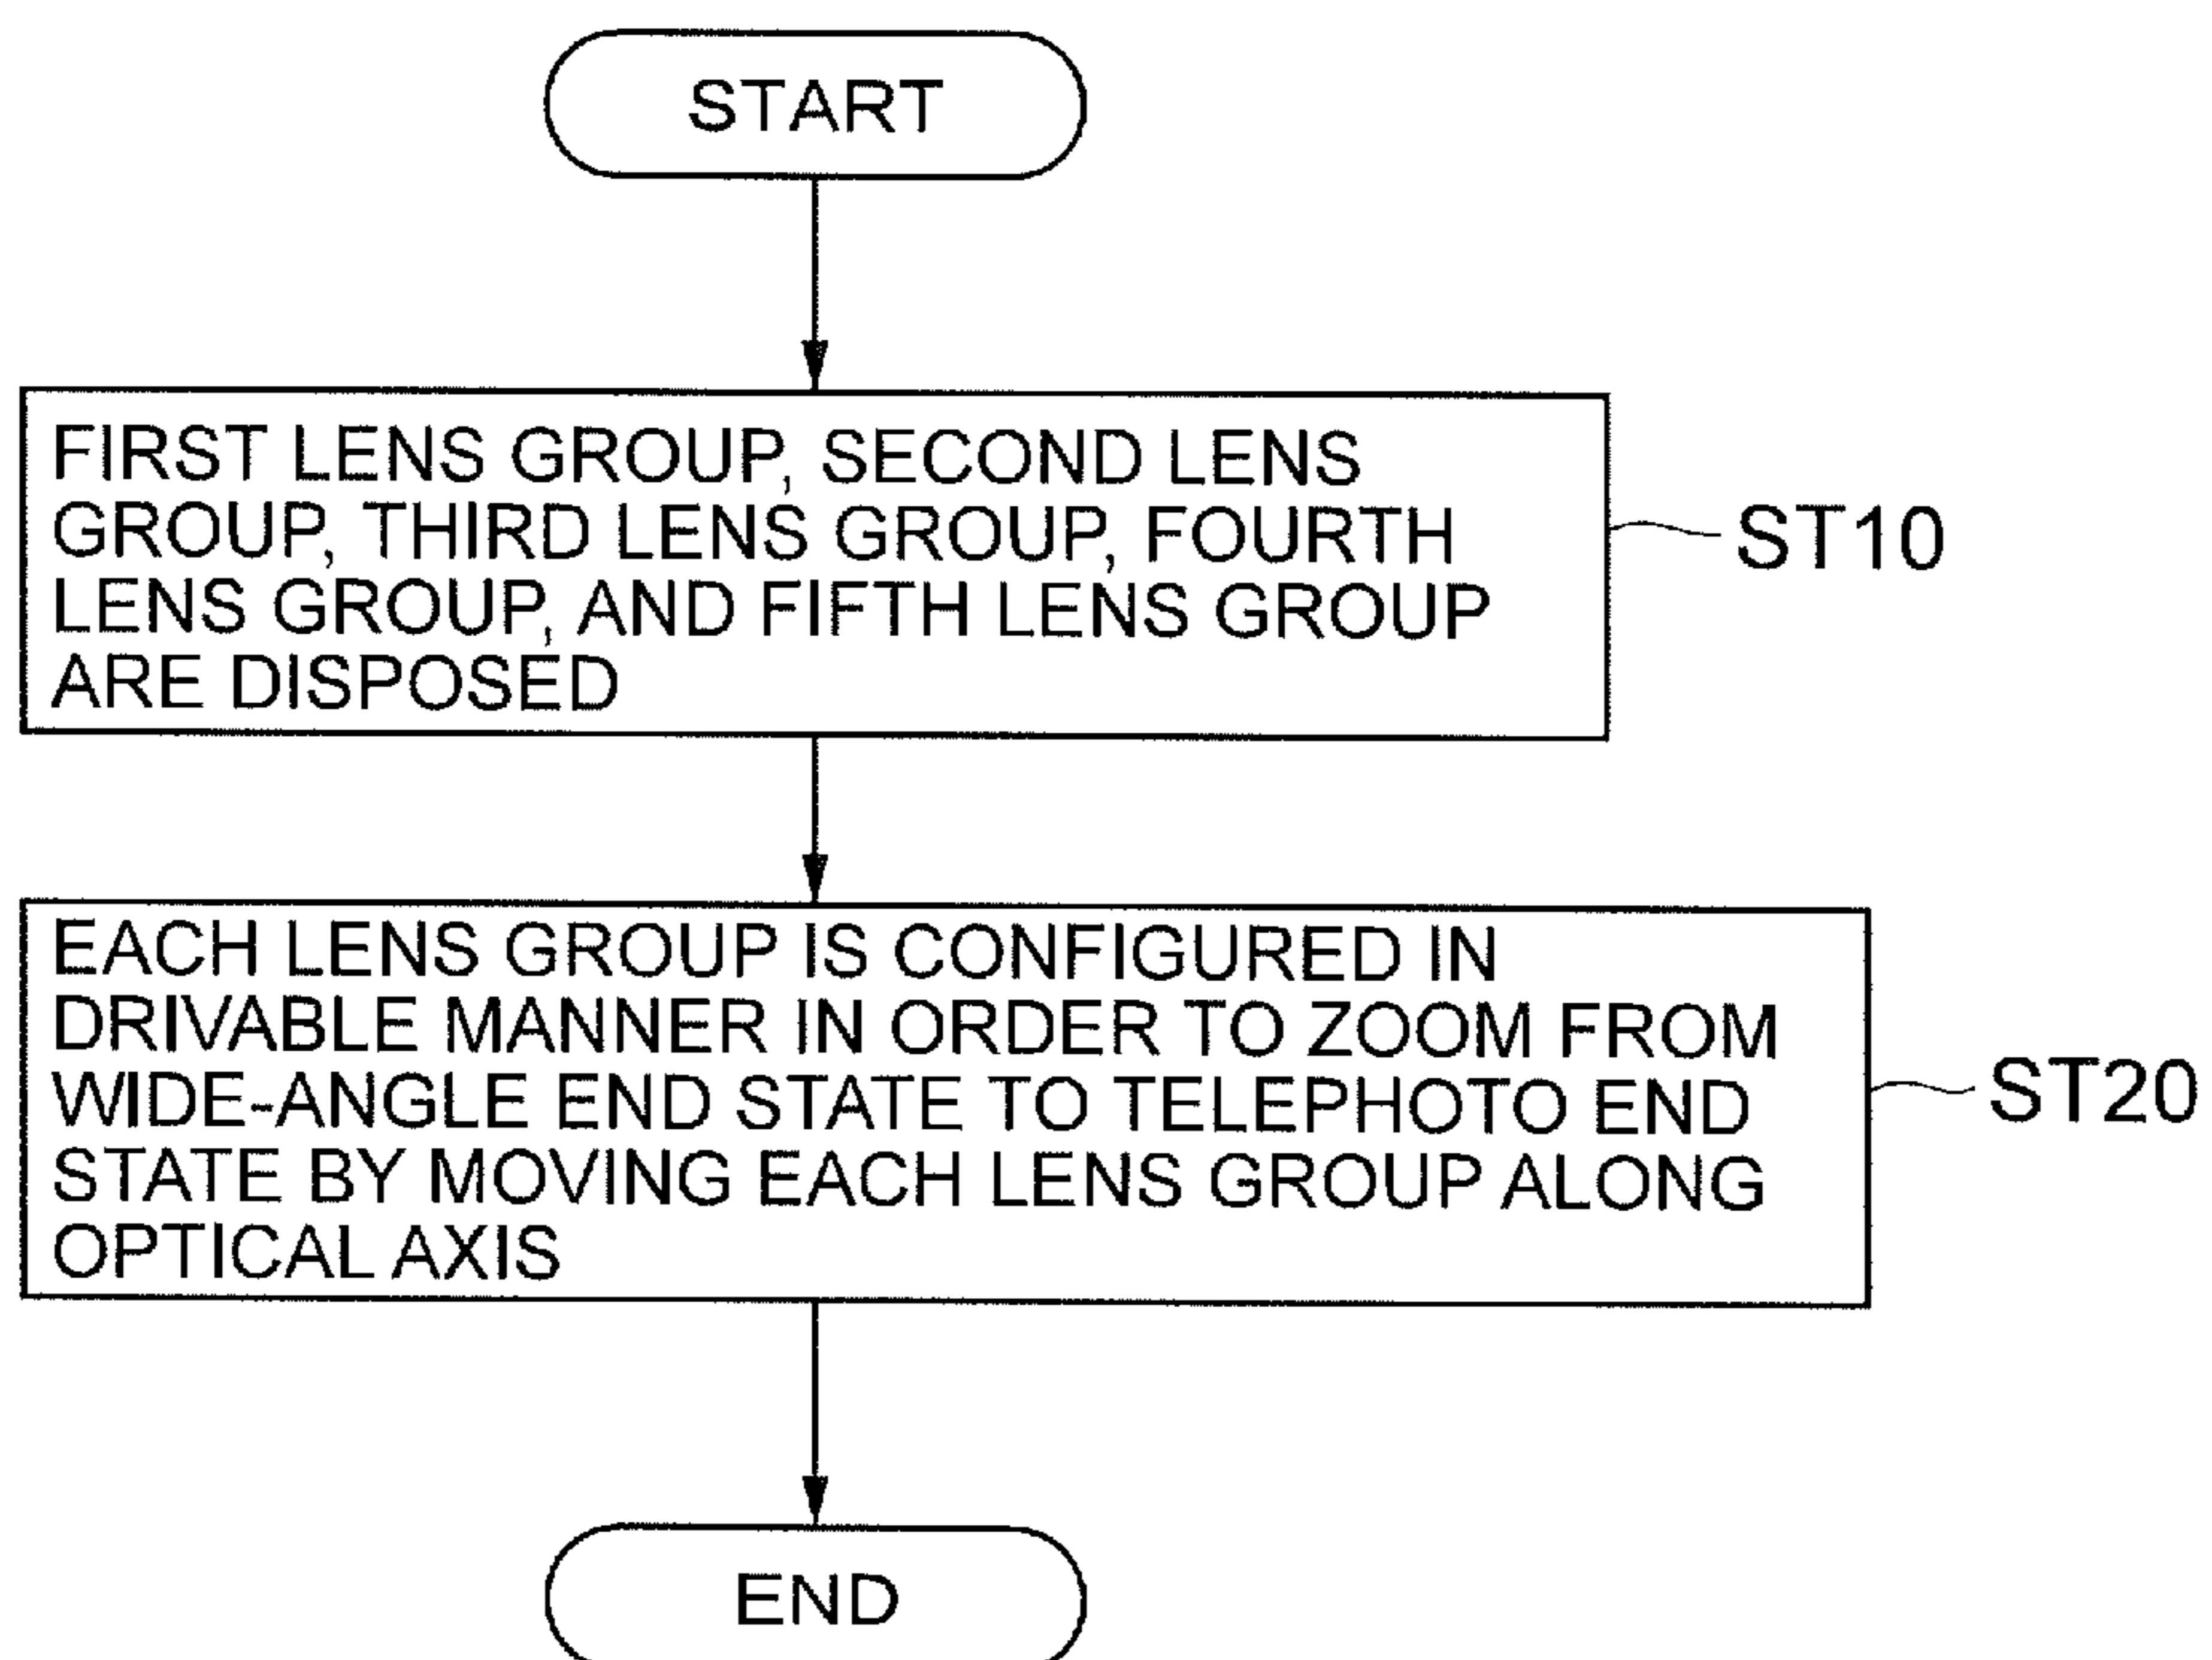 START
FIRST LENS GROUP, SECOND LENS
GROUP, THIRD LENS GROUP, FOURTH
LENS GROUP, AND FIFTH LENS GROUP
ARE DISPOSED
ST10
EACH LENS GROUP IS CONFIGURED IN
DRIVABLE MANNER IN ORDER TO ZOOM FROM
WIDE-ANGLE END STATE TO TELEPHOTO END
STATE BY MOVING EACH LENS GROUP ALONG
OPTICAL AXIS
ST20
END